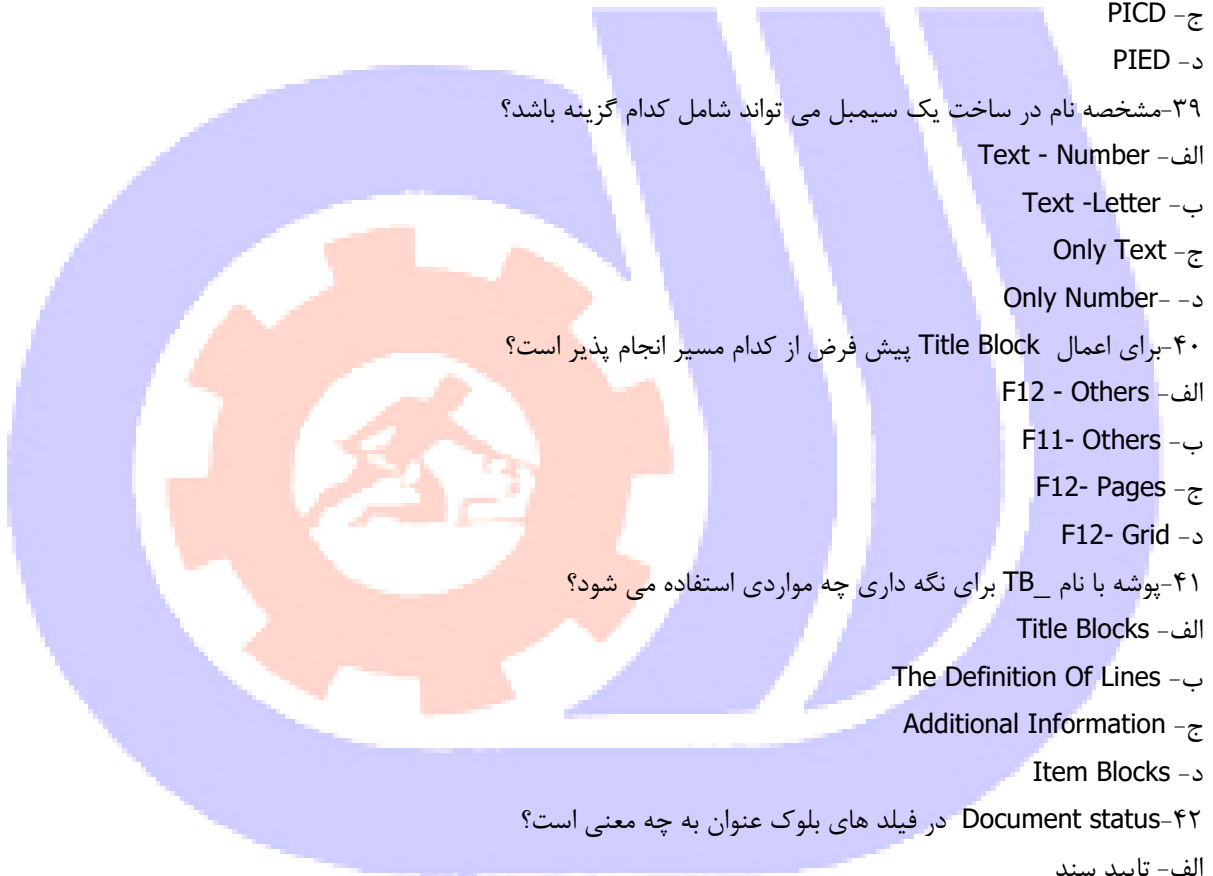 ج- PICD
د- PIED
۳۹-مشخصه نام در ساخت یک سیمبل می تواند شامل کدام گزینه باشد؟
الف- Text - Number
ب- Text -Letter
ج- Only Text
د- -Only Number
۴۰-برای اعمال Title Block پیش فرض از کدام مسیر انجام پذیر است؟
الف- F12 - Others
ب- F11- Others
ج- F12- Pages
د- F12- Grid
۴۱-پوشه با نام TB_ برای نگه داری چه مواردی استفاده می شود؟
الف- Title Blocks
ب- The Definition Of Lines
ج- Additional Information
د- Item Blocks
۴۲-Document status در فیلد های بلوک عنوان به چه معنی است؟
الف- تایید سند